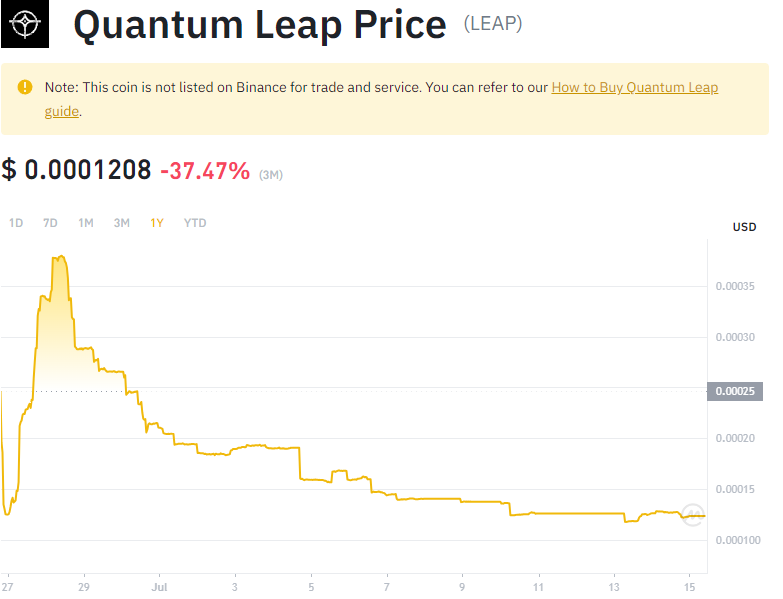 Quantum Leap Price (LEAP)
Note: This coin is not listed on Binance for trade and service. You can refer to our How to Buy Quantum Leap
guide.
$ 0.0001208 -37.47% (3M)
1D 7D 1M 3M 1Y YTD
USD
0.00035
0.00030
0.00025
0.00020
0.00015
0.000100
27 29 Jul 3 5 7 9 11 13 15